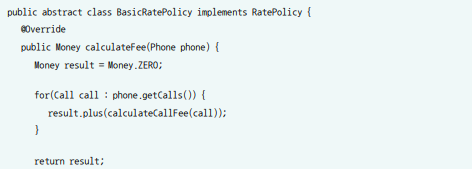 public abstract class BasicRatePolicy implements RatePolicy {
@Override
public Money calculateFee(Phone phone) {
Money result = Money.ZERO;
for(Call call : phone.getCalls()) {
result.plus(calculateCallFee(call));
}
return result;